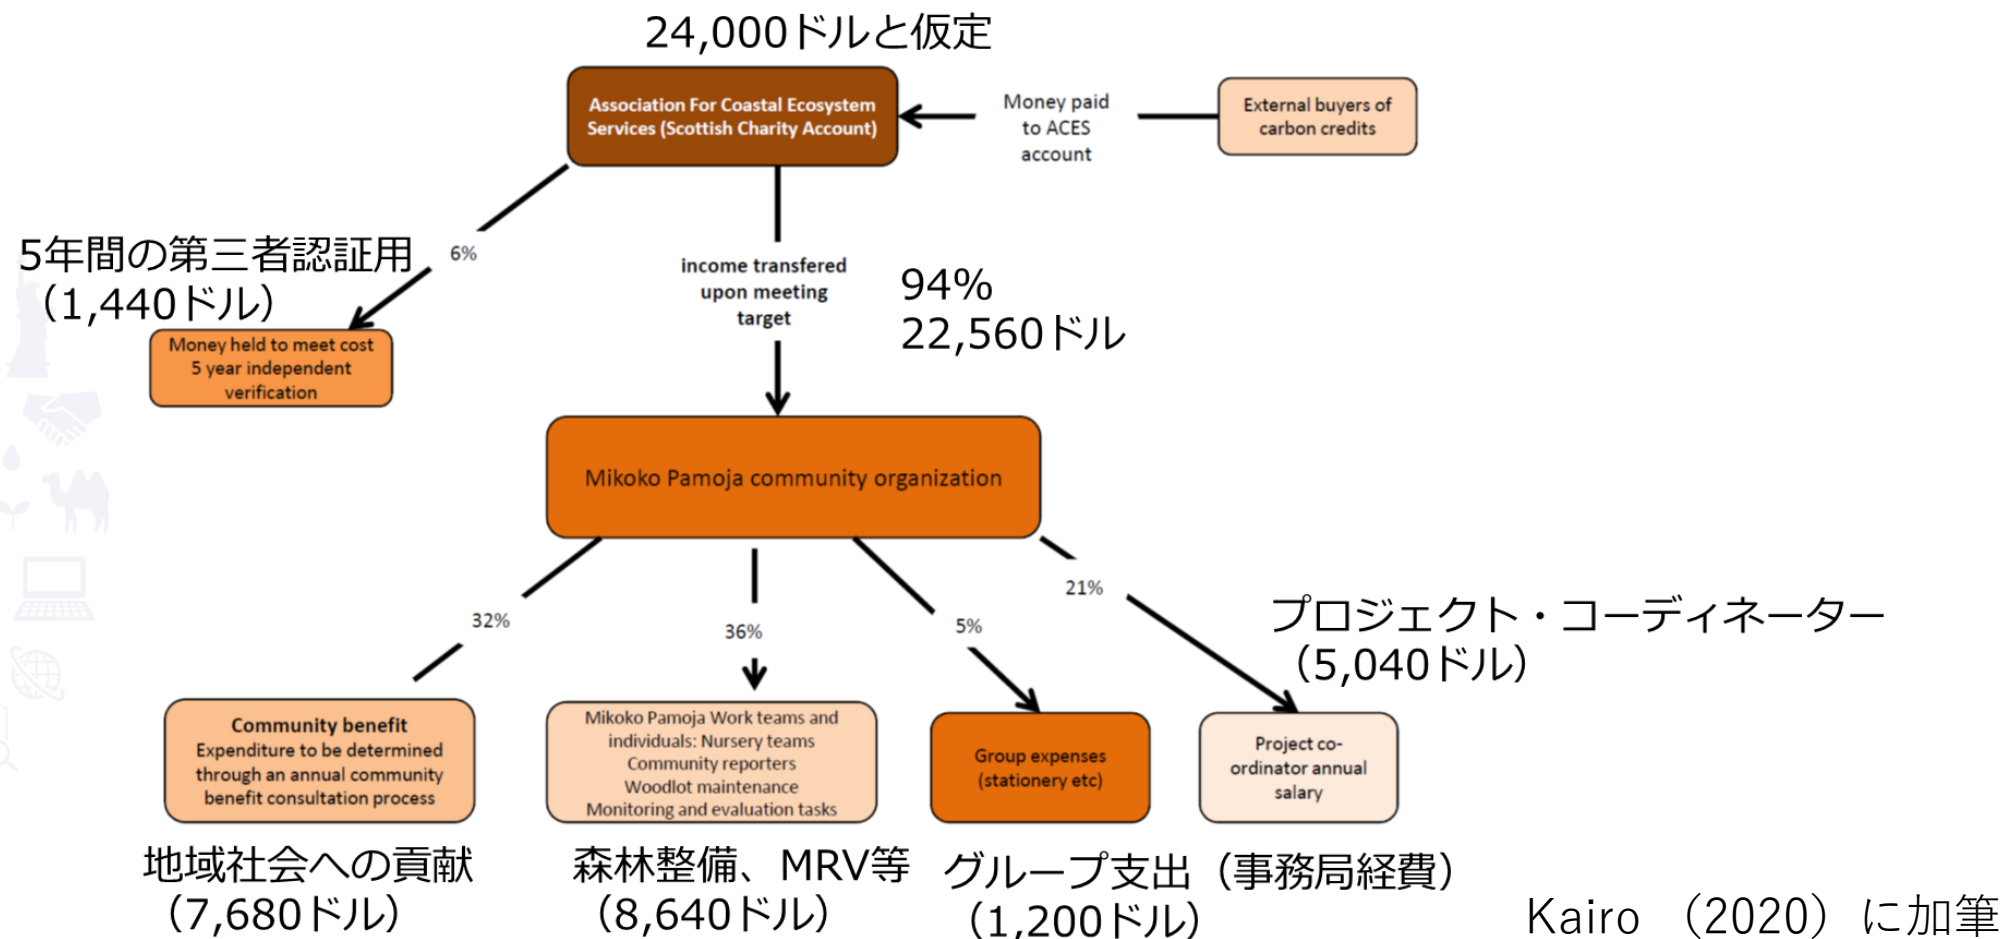 24,000ドルと仮定
Association For Coastal Ecosystem
Services (Scottish Charity Account)
Money paid
to ACES
account
External buyers of
carbon credits
6%
5年間の第三者認証用
（1,440ドル）
Money held to meet cost
5 year independent
verification
income transfered
upon meeting
target
94%
22,560ドル
Mikoko Pamoja community organization
32%
36%
5%
21%
プロジェクト・コーディネーター
（5,040ドル）
Community benefit
Expenditure to be determined
through an annual community
benefit consultation process
Mikoko Pamoja Work teams and
individuals: Nursery teams
Community reporters
Woodlot maintenance
Monitoring and evaluation tasks
Group expenses
(stationery etc)
Project co-
ordinator annual
salary
地域社会への貢献
（7,680ドル）
森林整備、MRV等
（8,640ドル）
グループ支出（事務局経費）
（1,200ドル）
Kairo （2020）に加筆